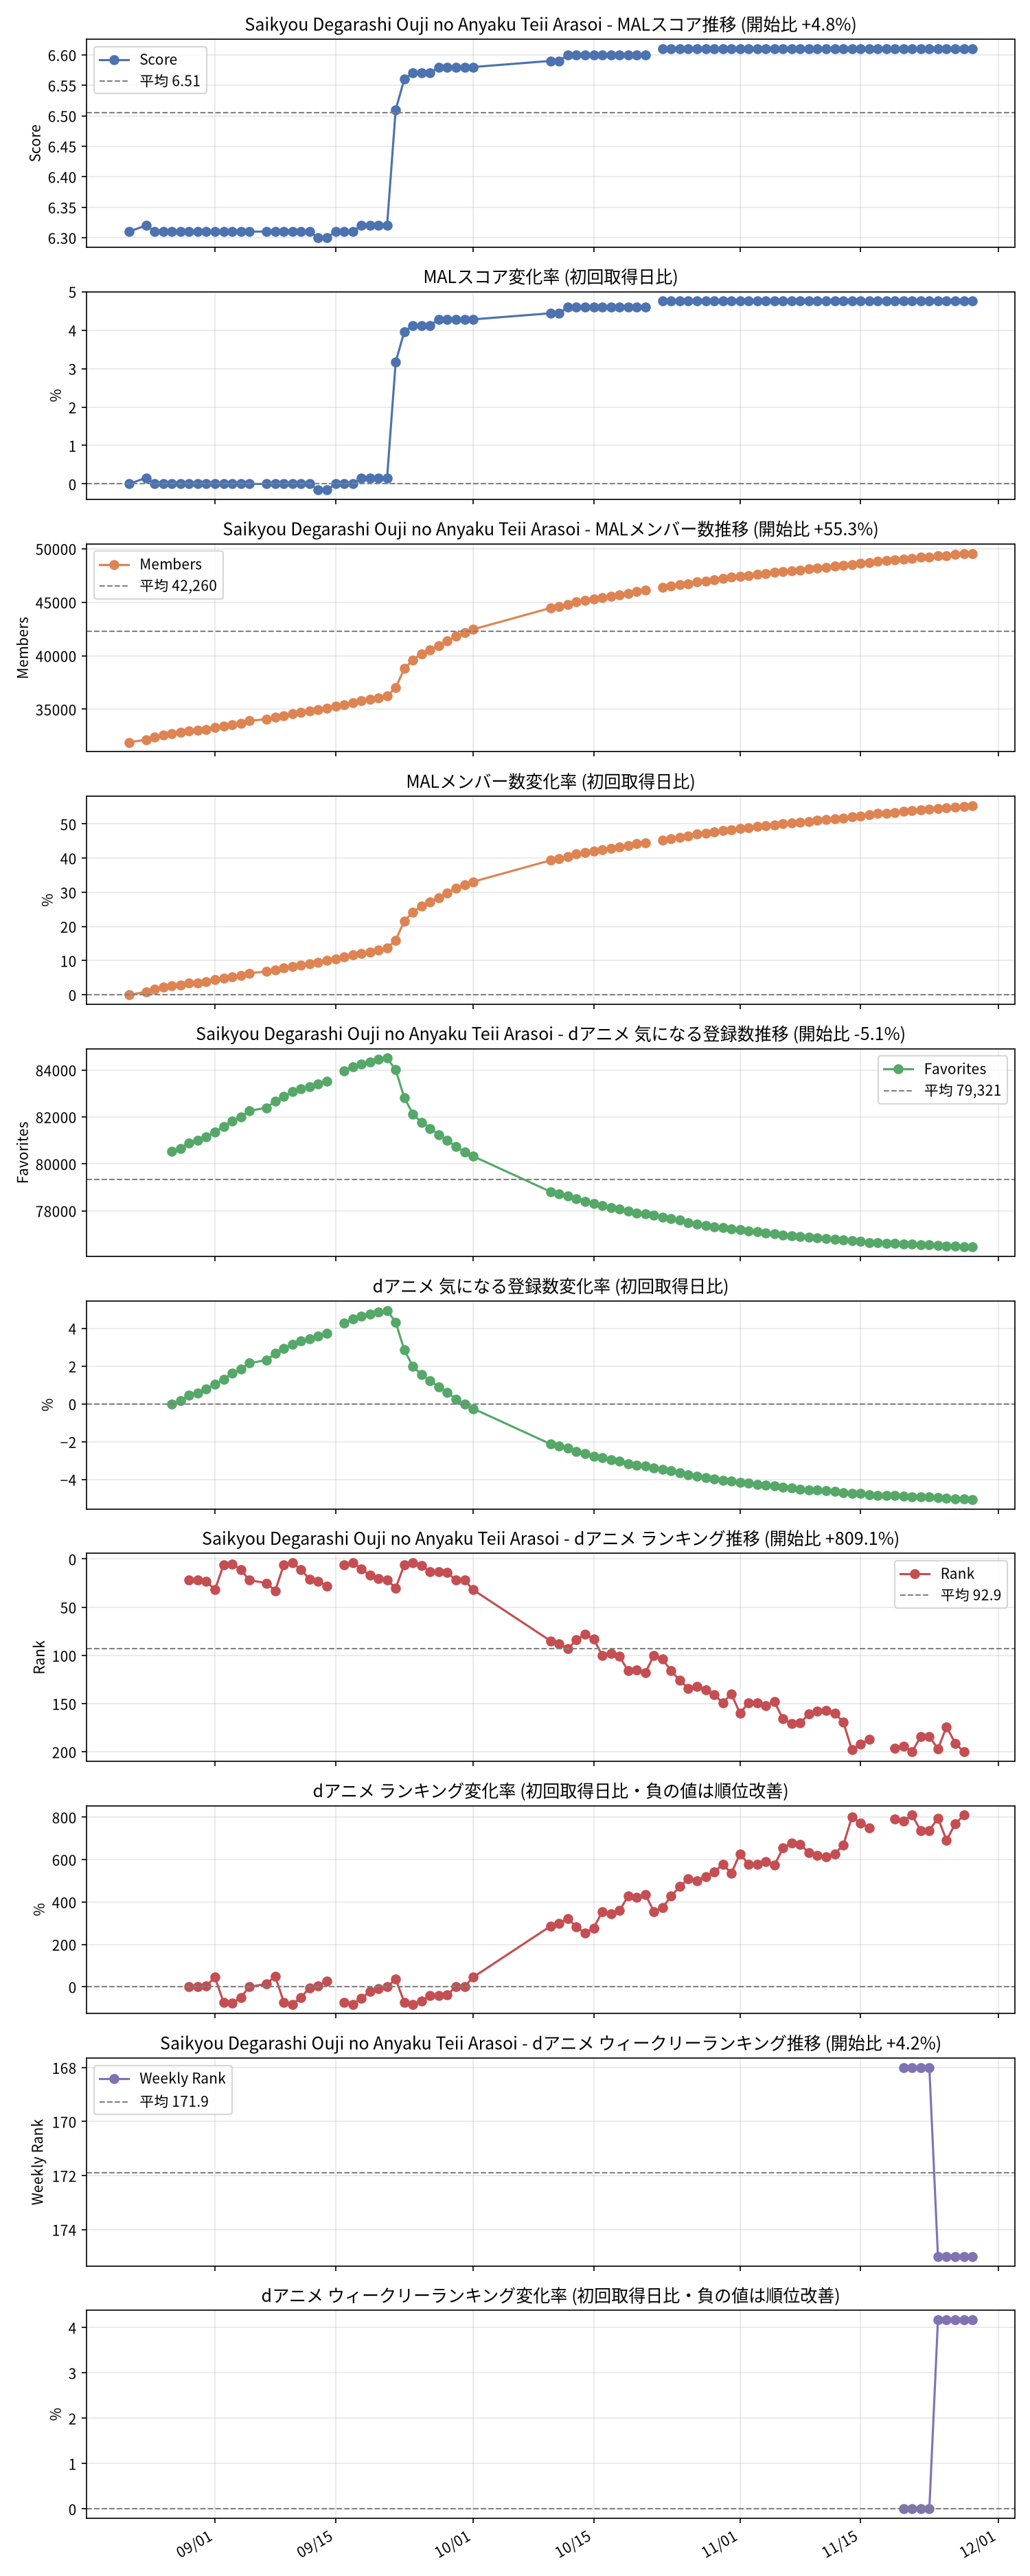 Saikyou Degarashi Ouji no Anyaku Teii Arasoi - MALスコア推移 (開始比 +4.8%)
Score
平均 6.51
6.60
6.55
6.50
6.45
6.40
6.35
6.30
Score
MALスコア変化率 (初回取得日比)
5
4
3
2
1
0
%
Saikyou Degarashi Ouji no Anyaku Teii Arasoi - MALメンバー数推移 (開始比 +55.3%)
Members
平均 42,260
50000
45000
40000
35000
Members
MALメンバー数変化率 (初回取得日比)
50
40
30
20
10
0
%
Saikyou Degarashi Ouji no Anyaku Teii Arasoi - dアニメ 気になる登録数推移 (開始比 -5.1%)
Favorites
平均 79,321
84000
82000
80000
78000
Favorites
dアニメ 気になる登録数変化率 (初回取得日比)
4
2
0
−2
−4
%
Saikyou Degarashi Ouji no Anyaku Teii Arasoi - dアニメ ランキング推移 (開始比 +809.1%)
Rank
平均 92.9
0
50
100
150
200
Rank
dアニメ ランキング変化率 (初回取得日比・負の値は順位改善)
800
600
400
200
0
%
Saikyou Degarashi Ouji no Anyaku Teii Arasoi - dアニメ ウィークリーランキング推移 (開始比 +4.2%)
Weekly Rank
平均 171.9
168
170
172
174
Weekly Rank
dアニメ ウィークリーランキング変化率 (初回取得日比・負の値は順位改善)
4
3
2
1
0
%
09/01
09/15
10/01
10/15
11/01
11/15
12/01